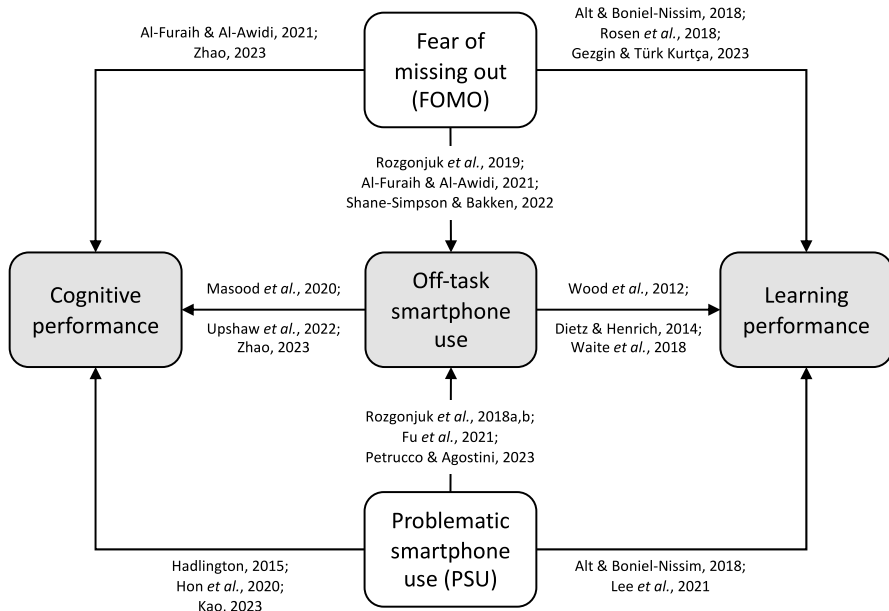 Al-Furaih & Al-Awidi, 2021;
Zhao, 2023
Fear of
missing out
(FOMO)
Alt & Boniel-Nissim, 2018;
Rosen et al., 2018;
Gezgin & Türk Kurtça, 2023
Rozgonjuk et al., 2019;
Al-Furaih & Al-Awidi, 2021;
Shane-Simpson & Bakken, 2022
Cognitive
performance
Masood et al., 2020;
Upshaw et al., 2022;
Zhao, 2023
Off-task
smartphone
use
Wood et al., 2012;
Dietz & Henrich, 2014;
Waite et al., 2018
Learning
performance
Rozgonjuk et al., 2018a,b;
Fu et al., 2021;
Petrucco & Agostini, 2023
Hadlington, 2015;
Hon et al., 2020;
Kao, 2023
Problematic
smartphone
use (PSU)
Alt & Boniel-Nissim, 2018;
Lee et al., 2021